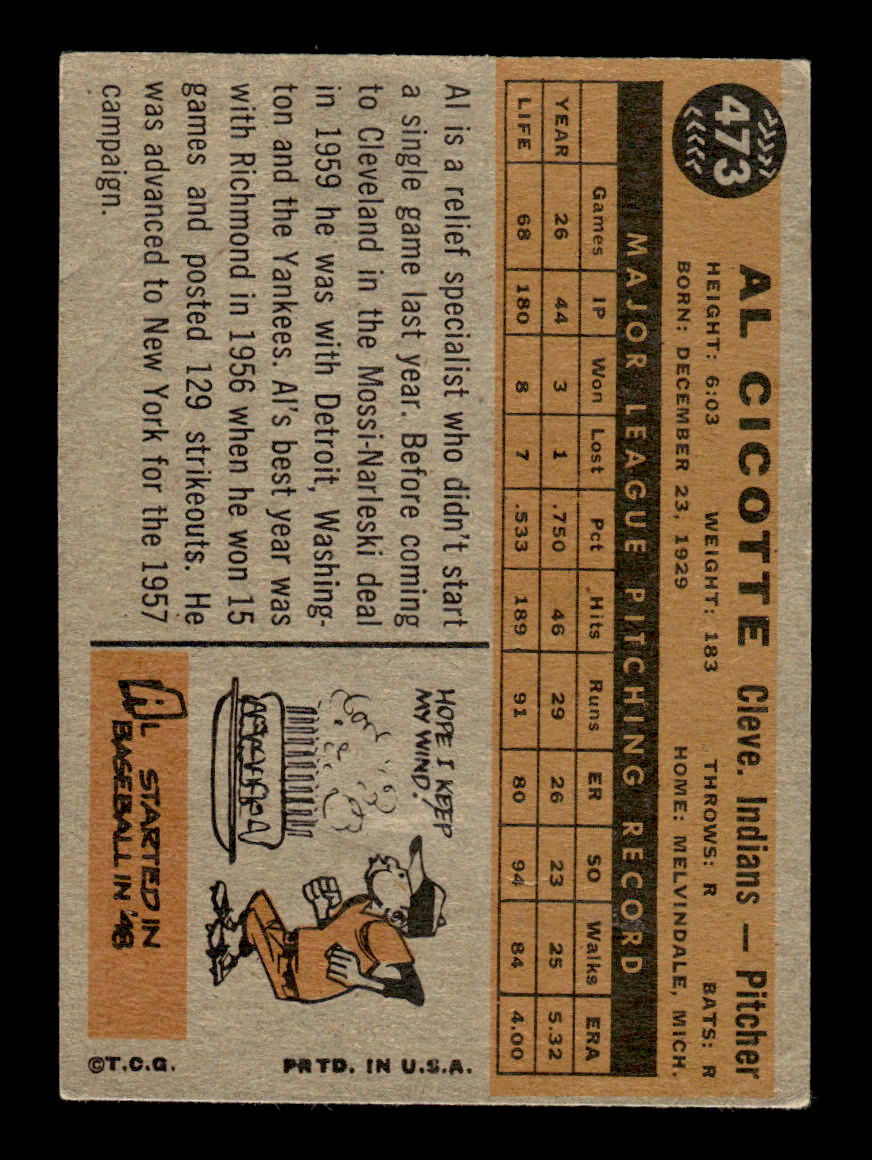 473
AL CICOTTE Cleve. Indians — Pitcher
HEIGHT: 6:03 WEIGHT: 183 THROWS: R BATS: R
BORN: DECEMBER 23, 1929 HOME: MELVINDALE, MICH.
MAJOR LEAGUE PITCHING RECORD
Games IP Won Lost Pct Hits Runs ER SO Walks ERA
YEAR 26 44 3 1 .750 46 29 26 23 25 5.32
LIFE 68 180 8 7 .533 189 91 80 94 84 4.00
Al is a relief specialist who didn't start
a single game last year. Before coming
to Cleveland in the Mossi-Narleski deal
in 1959 he was with Detroit, Washing-
ton and the Yankees. Al's best year was
with Richmond in 1956 when he won 15
games and posted 129 strikeouts. He
was advanced to New York for the 1957
campaign.
HOPE I KEEP
MY WIND!
AL STARTED IN
BASEBALL IN '48
©T.C.G. PRTD. IN U.S.A.